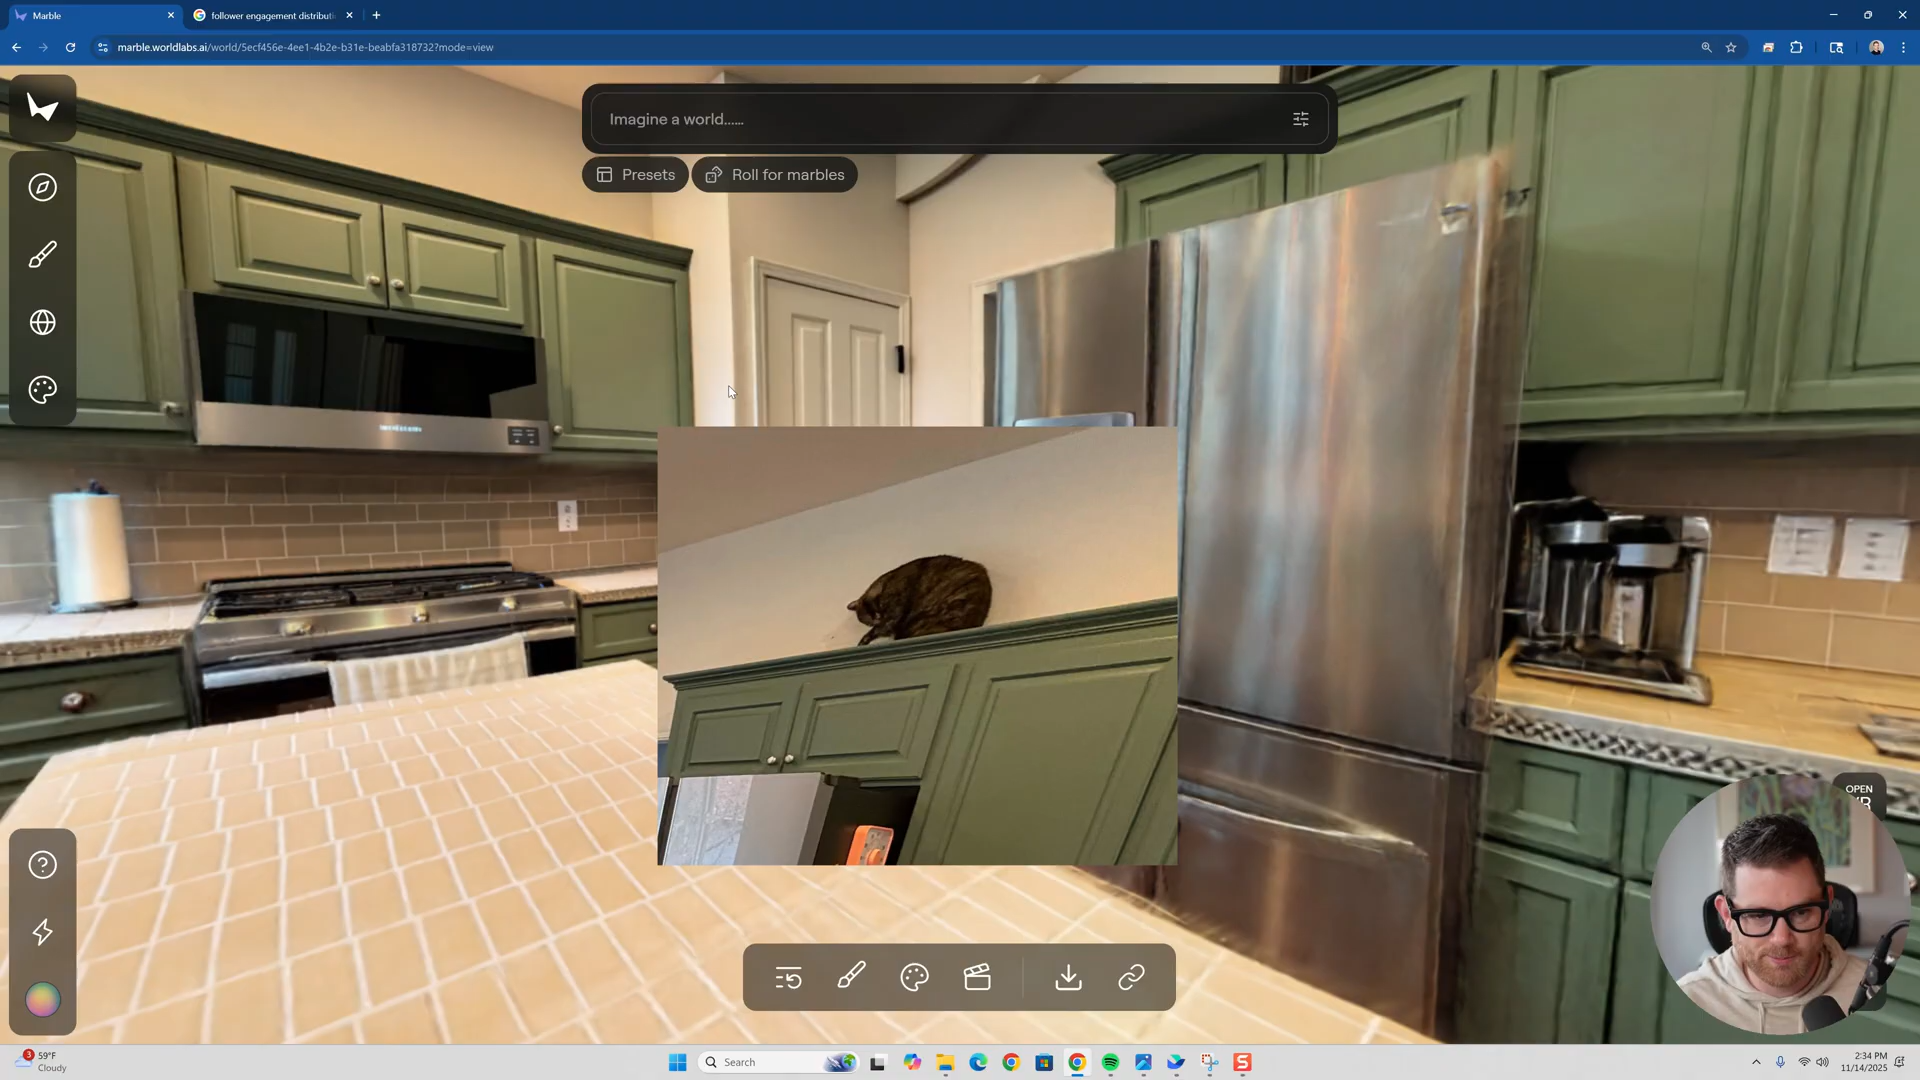 Marble
follower engagement distributi
marble.worldlabs.ai/world/5ecf456e-4ee1-4b2e-b31e-beabfa318732?mode=view
Imagine a world......
Presets
Roll for marbles
OPEN
3
59°F
Cloudy
Search
2:34 PM
11/14/2025